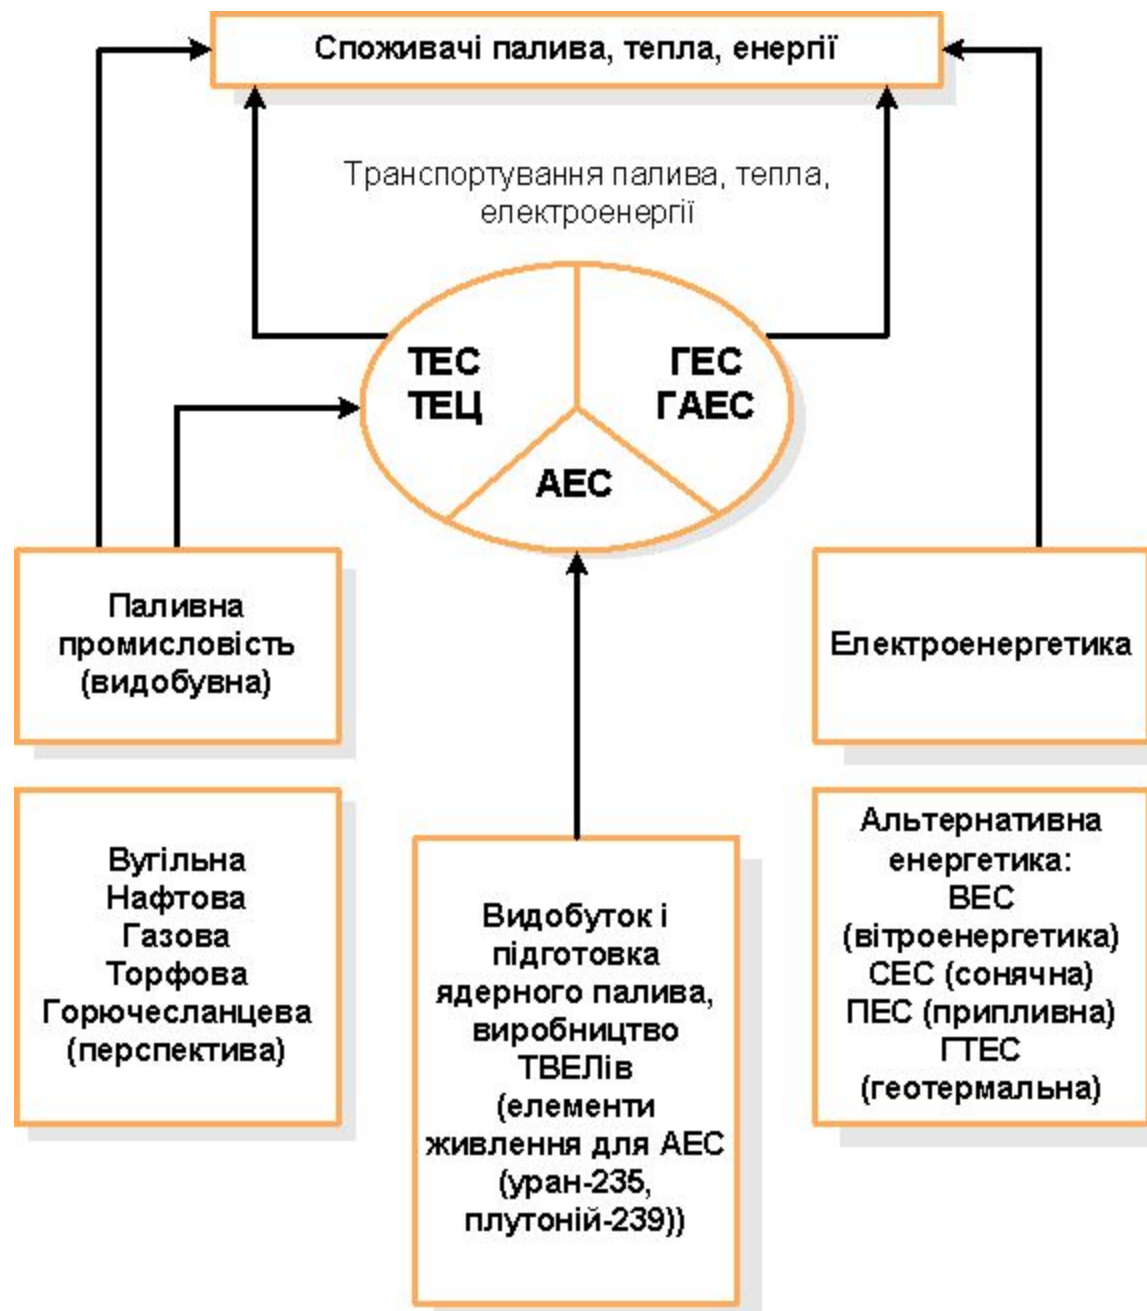 Споживачі палива, тепла, енергії
Транспортування палива, тепла,
електроенергії
ТЕС
ТЕЦ
ГЕС
ГАЕС
АЕС
Паливна
промисловість
(видобувна)
Електроенергетика
Вугільна
Нафтова
Газова
Торфова
Горючесланцева
(перспектива)
Видобуток і
підготовка
ядерного палива,
виробництво
ТВЕЛів
(елементи
живлення для АЕС
(уран-235,
плутоній-239))
Альтернативна
енергетика:
ВЕС
(вітроенергетика)
СЕС (сонячна)
ПЕС (припливна)
ГТЕС
(геотермальна)